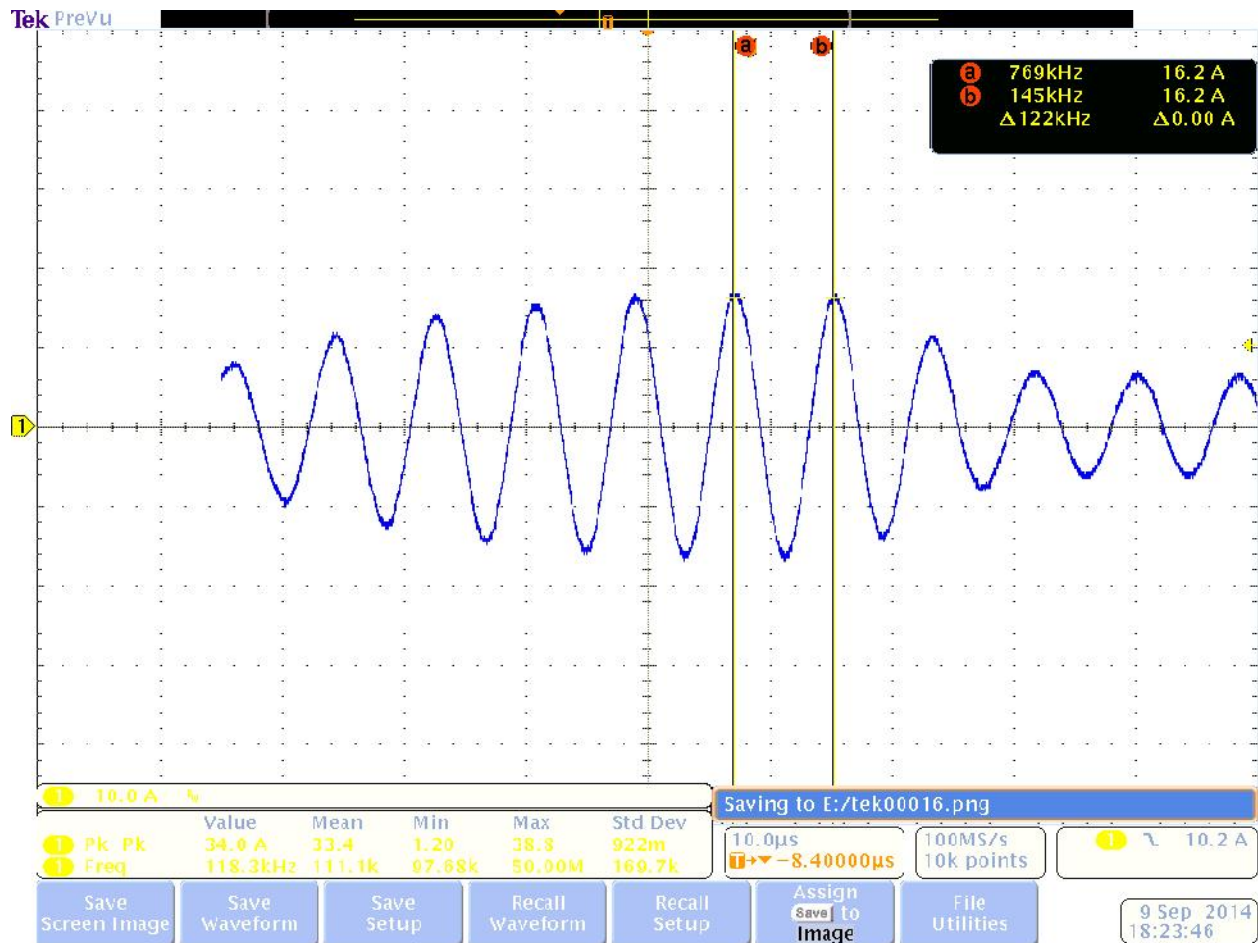 Tek PreVu
T
a b
a 769kHz 16.2 A
b 145kHz 16.2 A
Δ122kHz Δ0.00 A
1
1 10.0 A
Value Mean Min Max Std Dev
1 Pk-Pk 34.0 A 33.4 1.20 38.8 922m
1 Freq 118.3kHz 111.1k 97.68k 50.00M 169.7k
Saving to E:/tek00016.png
10.0µs
T→▼-8.40000µs
100MS/s
10k points
1 10.2 A
Save
Screen Image
Save
Waveform
Save
Setup
Recall
Waveform
Recall
Setup
Assign
Save to
Image
File
Utilities
9 Sep 2014
18:23:46